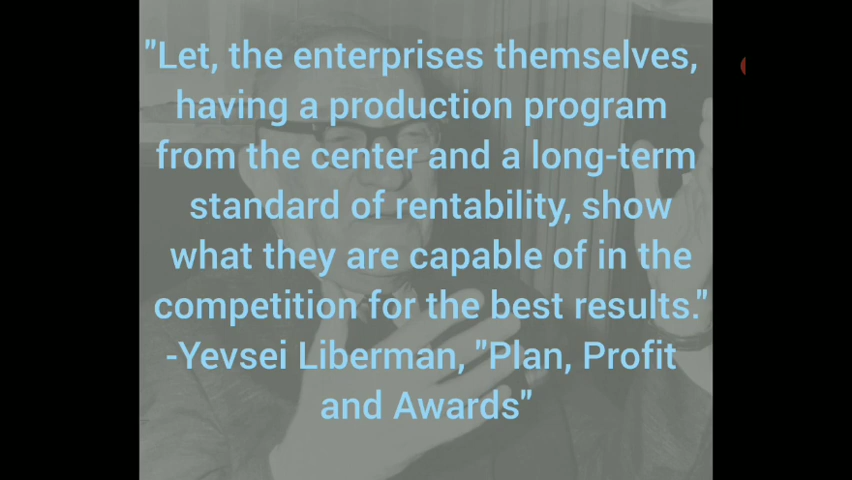 "Let, the enterprises themselves,
having a production program
from the center and a long-term
standard of rentability, show
what they are capable of in the
competition for the best results."
-Yevsei Liberman, "Plan, Profit
and Awards"